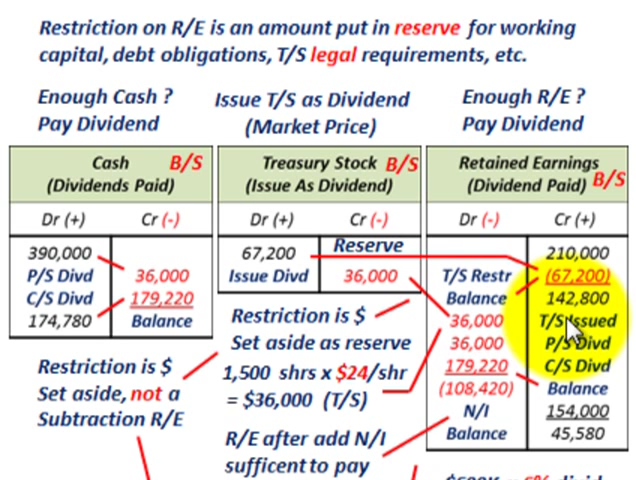 Restriction on R/E is an amount put in reserve for working
capital, debt obligations, T/S legal requirements, etc.
Enough Cash ?
Pay Dividend
Issue T/S as Dividend
(Market Price)
Enough R/E ?
Pay Dividend
Cash B/S
(Dividends Paid)
Dr (+) Cr (-)
390,000
P/S Divd 36,000
C/S Divd 179,220
174,780 Balance
Treasury Stock B/S
(Issue As Dividend)
Dr (+) Cr (-)
Reserve
67,200
Issue Divd 36,000
Retained Earnings
(Dividend Paid) B/S
Dr (-) Cr (+)
210,000
T/S Restr (67,200)
Balance 142,800
36,000 T/S Issued
36,000 P/S Divd
179,220 C/S Divd
(108,420) Balance
N/I 154,000
Balance 45,580
Restriction is $
Set aside, not a
Subtraction R/E
Restriction is $
Set aside as reserve
1,500 shrs x $24/shr
= $36,000 (T/S)
R/E after add N/I
sufficent to pay